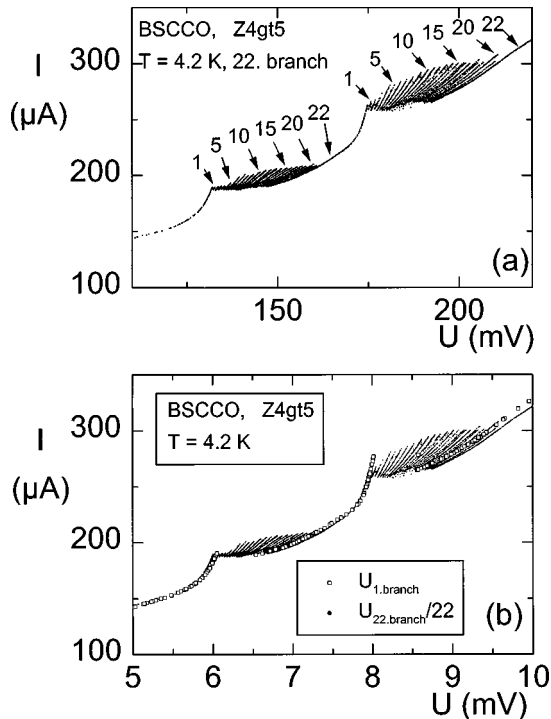 BSCCO, Z4gt5
T = 4.2 K, 22. branch
I
(µA)
300
200
100
1
5
10
15
20
22
1
5
10
15
20
22
150
200
U (mV)
(a)
BSCCO, Z4gt5
T = 4.2 K
I
(µA)
300
200
100
U1.branch
U22.branch/22
(b)
5
6
7
8
9
10
U (mV)